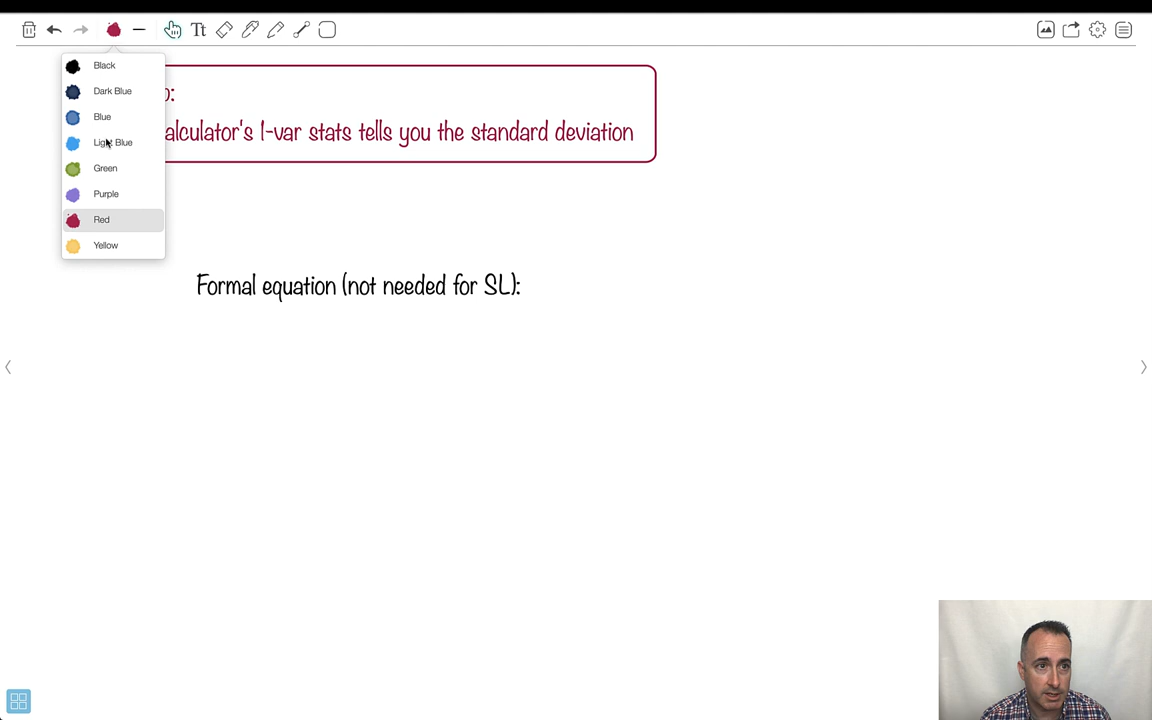 Tt
Black
Dark Blue
Blue
Light Blue
Green
Purple
Red
Yellow
alculator's 1-var stats tells you the standard deviation
Formal equation (not needed for SL):